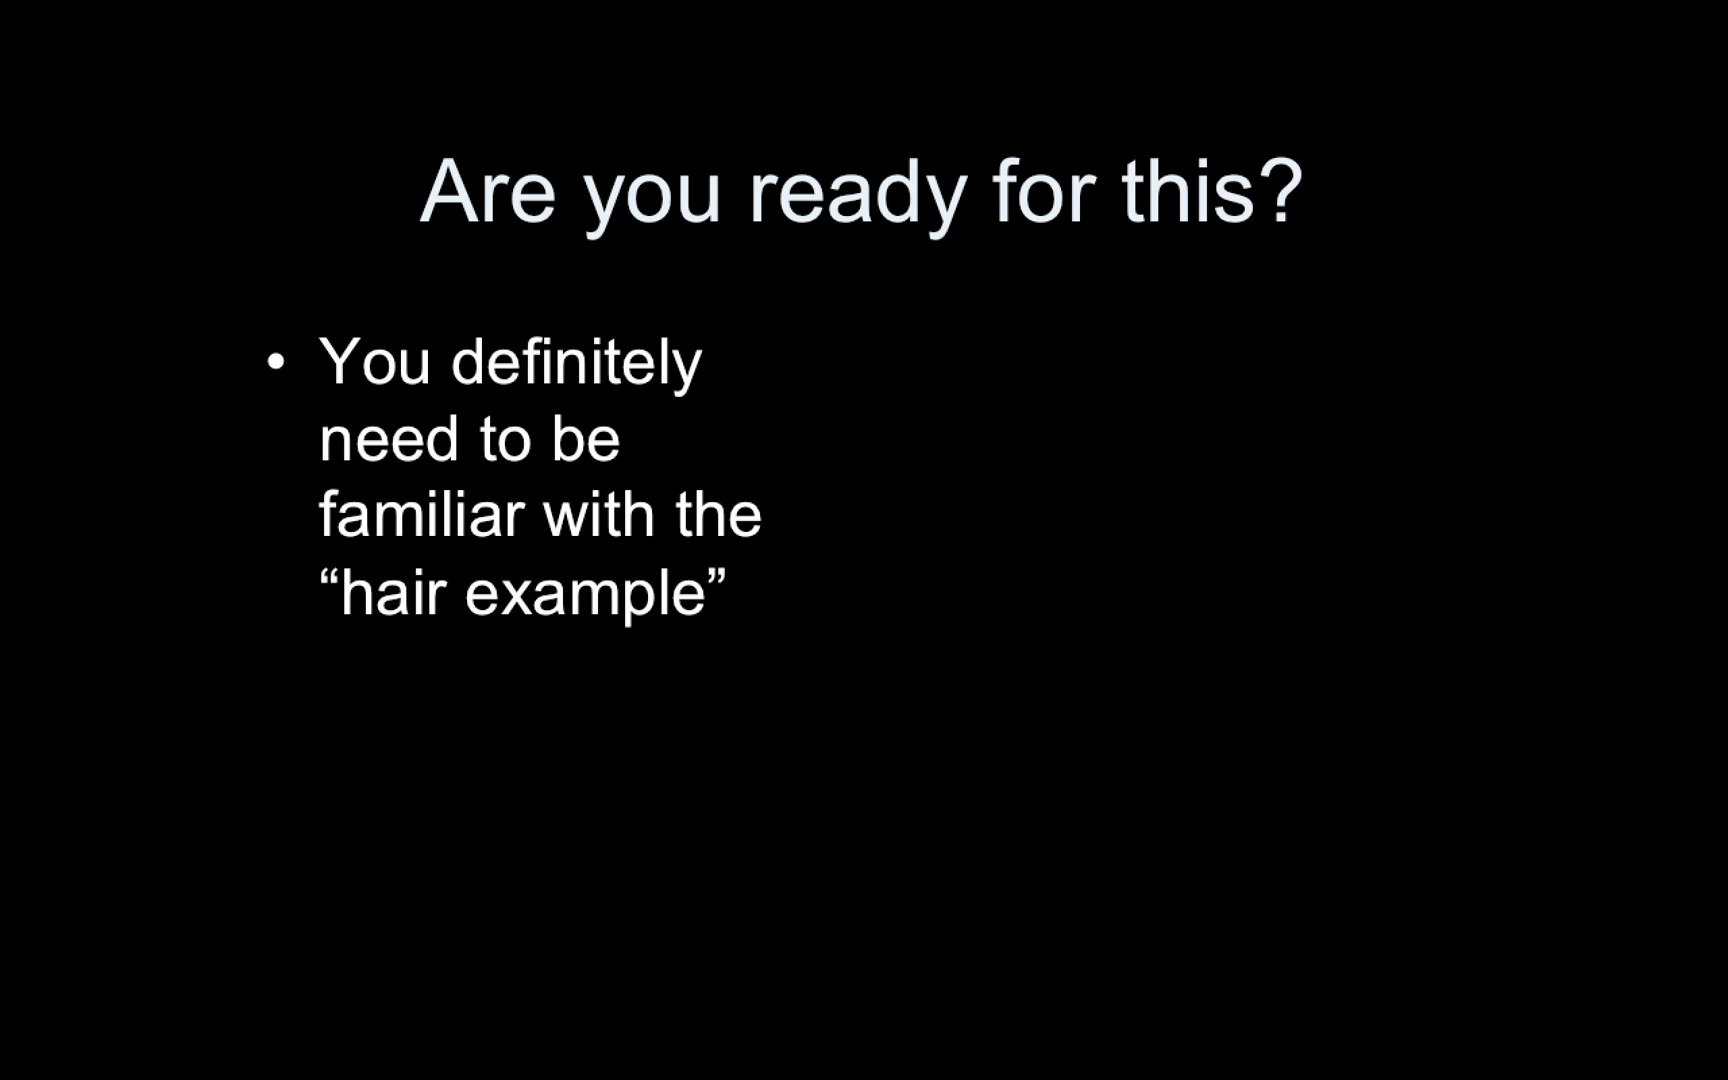 Are you ready for this?
• You definitely
need to be
familiar with the
“hair example”